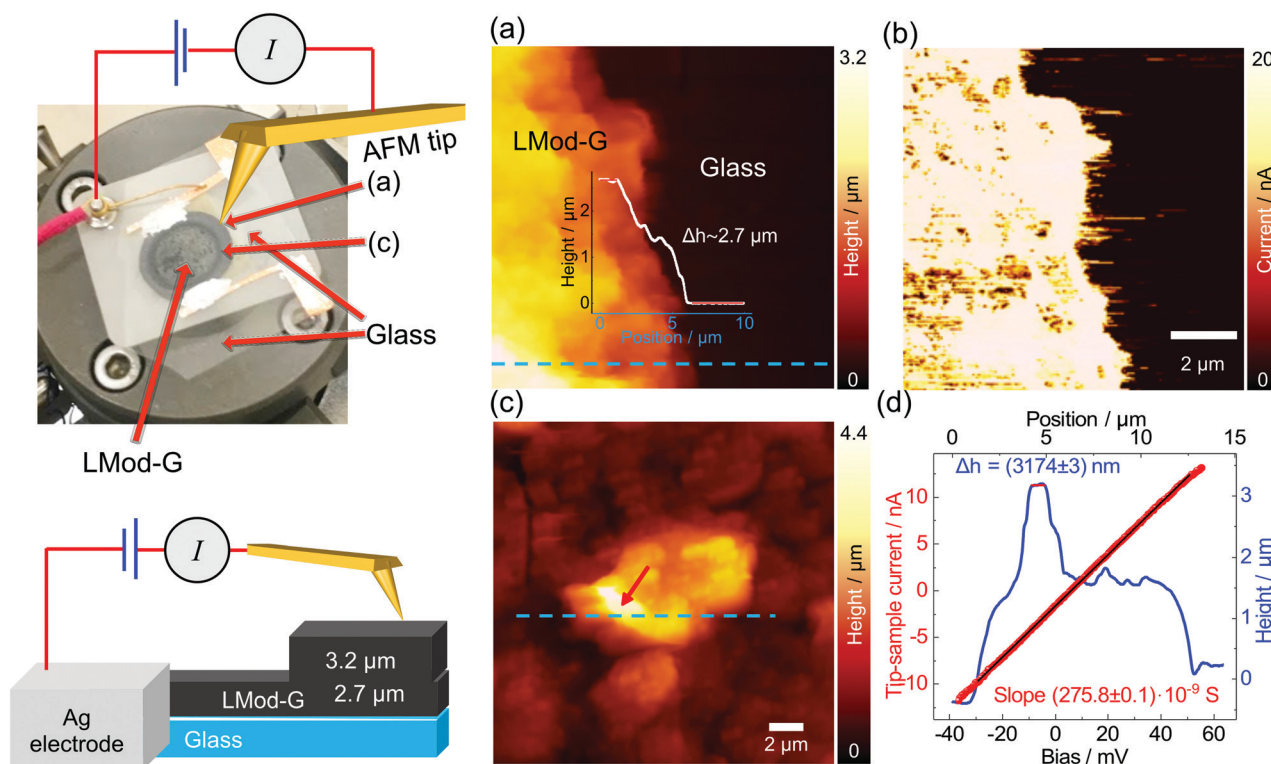 I
AFM tip
(a)
(c)
Glass
LMod-G
I
3.2 µm
LMod-G
2.7 µm
Ag
electrode
Glass
(a)
LMod-G
Glass
Δh~2.7 µm
Height / µm
2
1
0
0
5
10
Position / µm
3.2
Height / µm
0
(b)
2 µm
20
Current / nA
0
(c)
2 µm
4.4
Height / µm
0
(d)
Position / µm
0
5
10
15
Δh = (3174±3) nm
Tip-sample current / nA
10
5
0
-5
-10
3
2
1
0
Height / µm
Slope (275.8±0.1)·10⁻⁹ S
-40
-20
0
20
40
60
Bias / mV